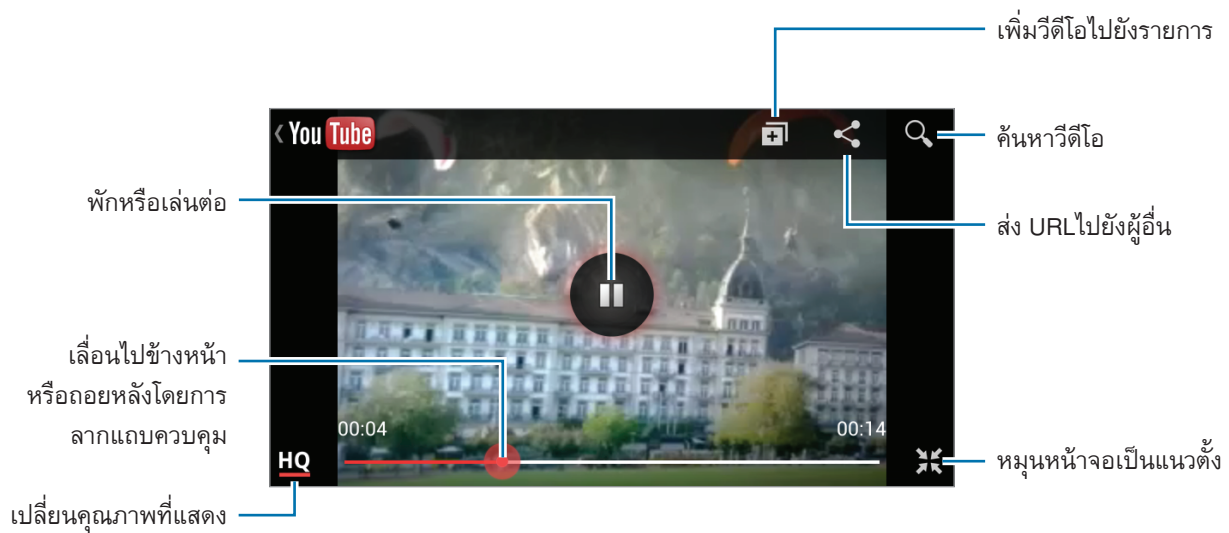 เพิ่มวีดีโอไปยังรายการ
You Tube
ค้นหาวีดีโอ
พักหรือเล่นต่อ
ส่ง URLไปยังผู้อื่น
เลื่อนไปข้างหน้า
หรือถอยหลังโดยการ
ลากแถบควบคุม
00:04
00:14
HQ
หมุนหน้าจอเป็นแนวตั้ง
เปลี่ยนคุณภาพที่แสดง